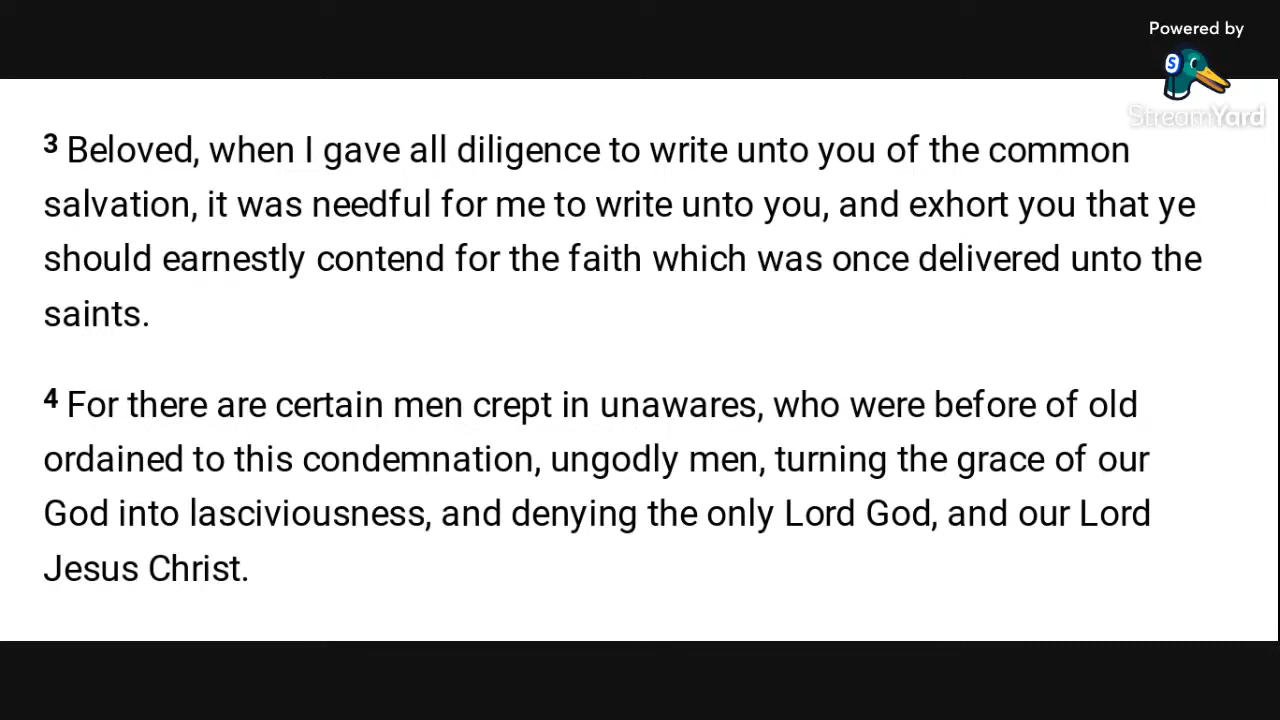 Powered by
S
StreamYard
3 Beloved, when I gave all diligence to write unto you of the common
salvation, it was needful for me to write unto you, and exhort you that ye
should earnestly contend for the faith which was once delivered unto the
saints.
4 For there are certain men crept in unawares, who were before of old
ordained to this condemnation, ungodly men, turning the grace of our
God into lasciviousness, and denying the only Lord God, and our Lord
Jesus Christ.